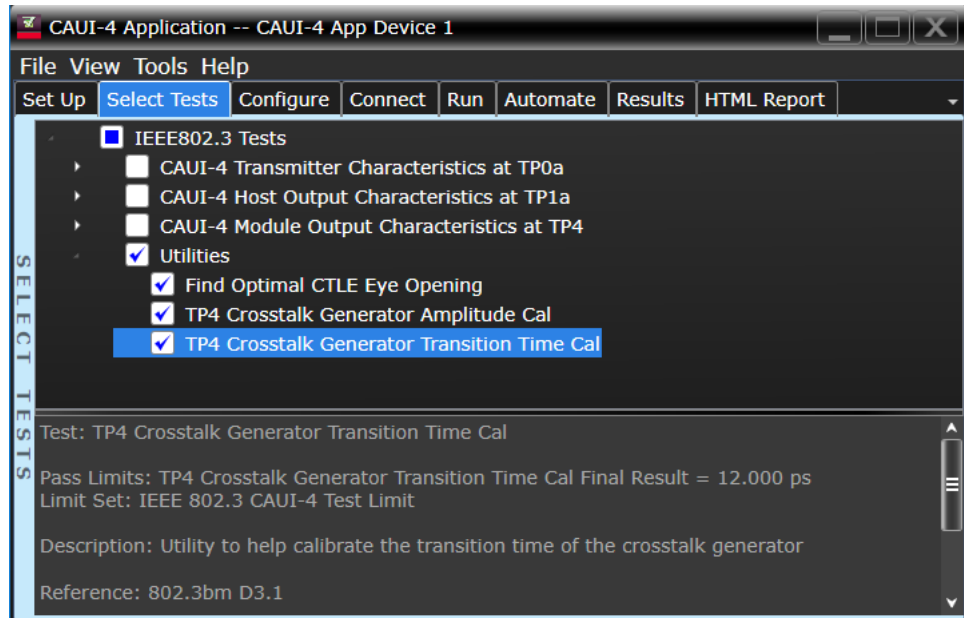 CAUI-4 Application -- CAUI-4 App Device 1
File View Tools Help
Set Up Select Tests Configure Connect Run Automate Results HTML Report
IEEE802.3 Tests
CAUI-4 Transmitter Characteristics at TP0a
CAUI-4 Host Output Characteristics at TP1a
CAUI-4 Module Output Characteristics at TP4
Utilities
Find Optimal CTLE Eye Opening
TP4 Crosstalk Generator Amplitude Cal
TP4 Crosstalk Generator Transition Time Cal
SELECT TESTS
Test: TP4 Crosstalk Generator Transition Time Cal
Pass Limits: TP4 Crosstalk Generator Transition Time Cal Final Result = 12.000 ps
Limit Set: IEEE 802.3 CAUI-4 Test Limit
Description: Utility to help calibrate the transition time of the crosstalk generator
Reference: 802.3bm D3.1